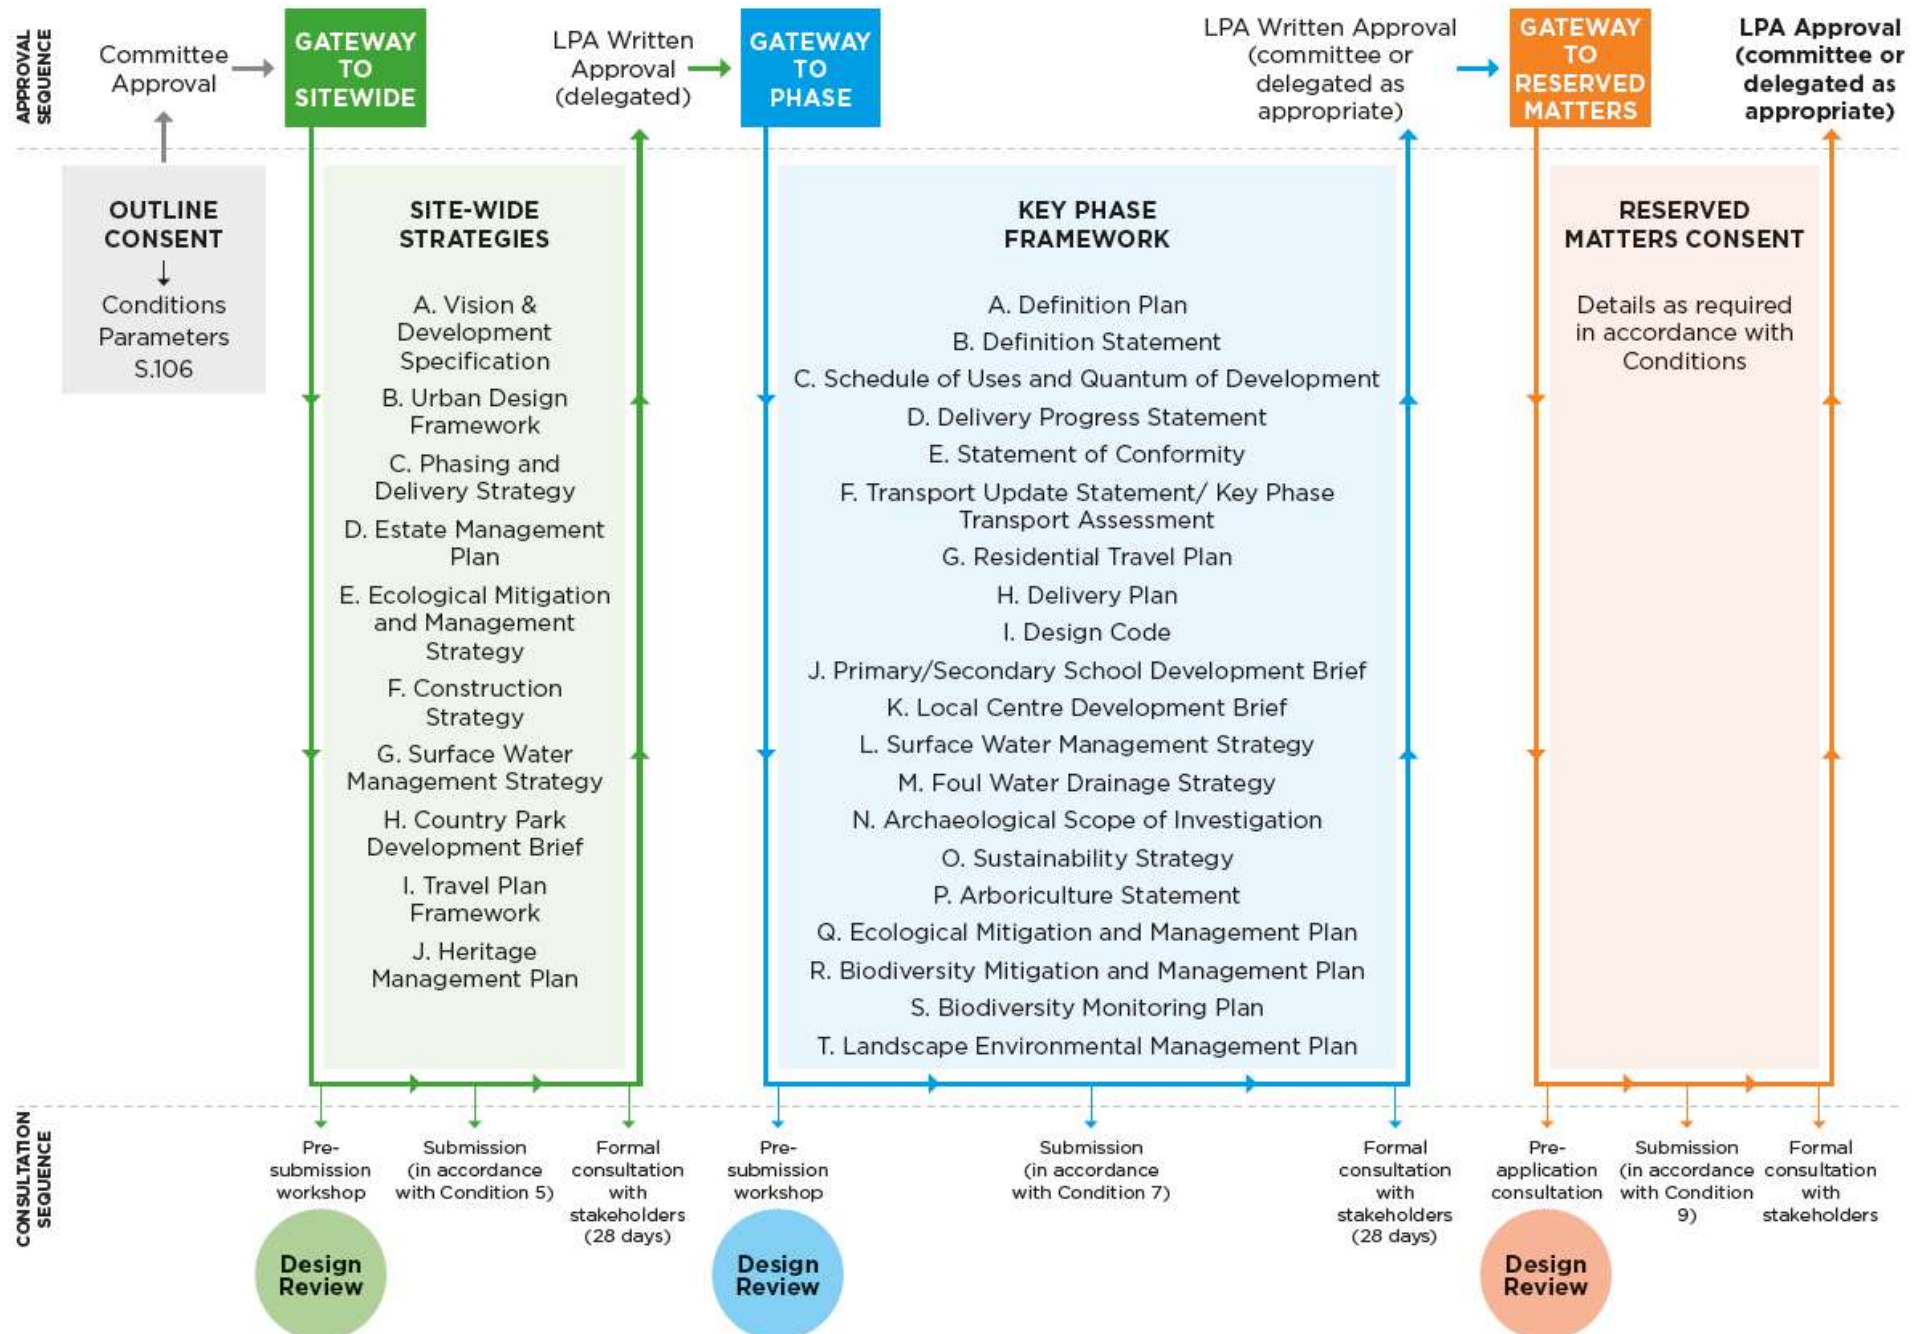 APPROVAL
SEQUENCE
Committee
Approval
GATEWAY
TO
SITEWIDE
LPA Written
Approval
(delegated)
GATEWAY
TO
PHASE
LPA Written Approval
(committee or
delegated as
appropriate)
GATEWAY
TO
RESERVED
MATTERS
LPA Approval
(committee or
delegated as
appropriate)
OUTLINE
CONSENT
Conditions
Parameters
S.106
SITE-WIDE
STRATEGIES
A. Vision &
Development
Specification
B. Urban Design
Framework
C. Phasing and
Delivery Strategy
D. Estate Management
Plan
E. Ecological Mitigation
and Management
Strategy
F. Construction
Strategy
G. Surface Water
Management Strategy
H. Country Park
Development Brief
I. Travel Plan
Framework
J. Heritage
Management Plan
KEY PHASE
FRAMEWORK
A. Definition Plan
B. Definition Statement
C. Schedule of Uses and Quantum of Development
D. Delivery Progress Statement
E. Statement of Conformity
F. Transport Update Statement/ Key Phase
Transport Assessment
G. Residential Travel Plan
H. Delivery Plan
I. Design Code
J. Primary/Secondary School Development Brief
K. Local Centre Development Brief
L. Surface Water Management Strategy
M. Foul Water Drainage Strategy
N. Archaeological Scope of Investigation
O. Sustainability Strategy
P. Arboriculture Statement
Q. Ecological Mitigation and Management Plan
R. Biodiversity Mitigation and Management Plan
S. Biodiversity Monitoring Plan
T. Landscape Environmental Management Plan
RESERVED
MATTERS CONSENT
Details as required
in accordance with
Conditions
CONSULTATION
SEQUENCE
Pre-
submission
workshop
Design
Review
Submission
(in accordance
with Condition 5)
Formal
consultation
with
stakeholders
(28 days)
Pre-
submission
workshop
Design
Review
Submission
(in accordance
with Condition 7)
Formal
consultation
with
stakeholders
(28 days)
Pre-
application
consultation
Design
Review
Submission
(in accordance
with Condition
9)
Formal
consultation
with
stakeholders